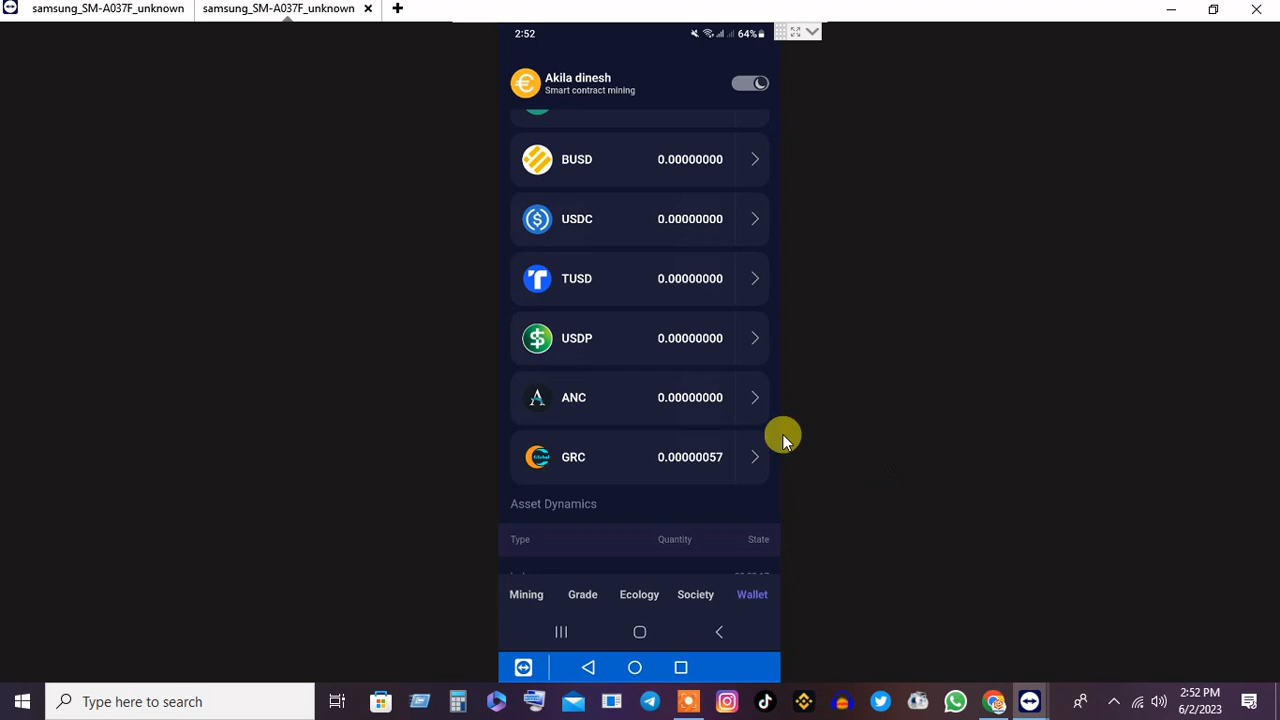 samsung_SM-A037F_unknown samsung_SM-A037F_unknown
2:52 64%
Akila dinesh
Smart contract mining
BUSD 0.00000000
USDC 0.00000000
TUSD 0.00000000
USDP 0.00000000
ANC 0.00000000
GRC 0.00000057
Asset Dynamics
Type Quantity State
Mining Grade Ecology Society Wallet
Type here to search
2:52 PM
6/2/2023